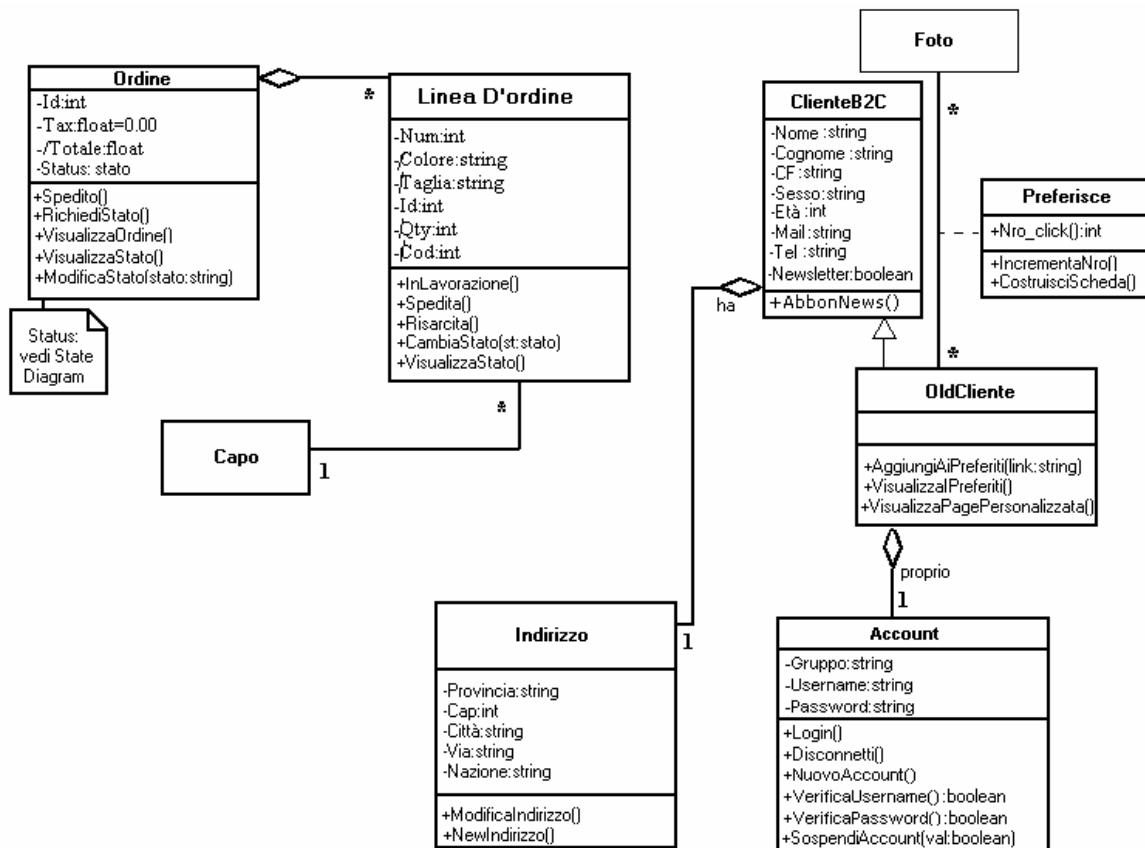 Ordine
-Id:int
-Tax:float=0.00
-/Totale:float
-Status: stato
+Spedito()
+RichiediStato()
+VisualizzaOrdine()
+VisualizzaStato()
+ModificaStato(stato:string)
Status:
vedi State
Diagram
*
Linea D'ordine
-Num:int
-/Colore:string
-/Taglia:string
-Id:int
-Qty:int
-/Cod:int
+InLavorazione()
+Spedita()
+Risarcita()
+CambiaStato(st:stato)
+VisualizzaStato()
*
Capo
1
Foto
*
ClienteB2C
-Nome :string
-Cognome :string
-CF :string
-Sesso:string
-Età :int
-Mail:string
-Tel :string
-Newsletter:boolean
+AbbonNews()
ha
Preferisce
+Nro_click():int
+IncrementaNro()
+CostruisciScheda()
*
OldCliente
+AggiungiAiPreferiti(link:string)
+VisualizzaIPreferiti()
+VisualizzaPagePersonalizzata()
proprio
1
Indirizzo
1
-Provincia:string
-Cap:int
-Città:string
-Via:string
-Nazione:string
+ModificaIndirizzo()
+NewIndirizzo()
Account
-Gruppo:string
-Username:string
-Password:string
+Login()
+Disconnetti()
+NuovoAccount()
+VerificaUsername():boolean
+VerificaPassword():boolean
+SospendiAccount(val:boolean)